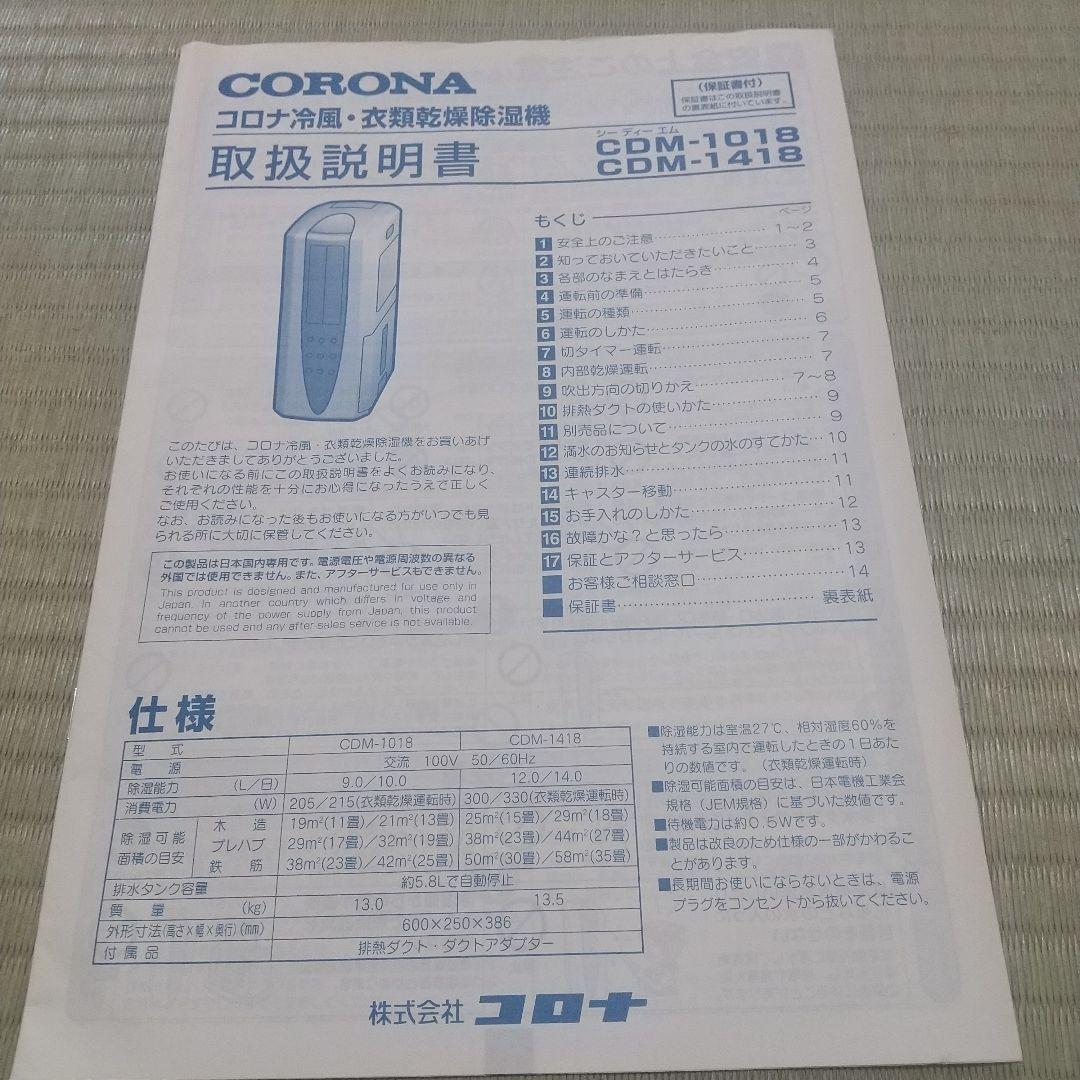 CORONA
コロナ冷風・衣類乾燥除湿機
取扱説明書
(保証書付)
保証書はこの取扱説明書
の裏表紙に付いています。
シー ディー エム
CDM-1018
CDM-1418
もくじ
ページ
1 安全上のご注意 1～2
2 知っておいていただきたいこと 3
3 各部のなまえとはたらき 4
4 運転前の準備 5
5 運転の種類 5
6 運転のしかた 6
7 切タイマー運転 7
8 内部乾燥運転 7
9 吹出方向の切りかえ 7～8
10 排熱ダクトの使いかた 9
11 別売品について 9
12 満水のお知らせとタンクの水のすてかた 10
13 連続排水 11
14 キャスター移動 11
15 お手入れのしかた 12
16 故障かな？と思ったら 13
17 保証とアフターサービス 13
■ お客様ご相談窓口 14
■ 保証書 裏表紙
このたびは、コロナ冷風・衣類乾燥除湿機をお買いあげ
いただきましてありがとうございました。
お使いになる前にこの取扱説明書をよくお読みになり、
それぞれの性能を十分にお心得になったうえで正しく
ご使用ください。
なお、お読みになった後もお使いになる方がいつでも見
られる所に大切に保管してください。
この製品は日本国内専用です。電源電圧や電源周波数の異なる
外国では使用できません。また、アフターサービスもできません。
This product is designed and manufactured for use only in
Japan. In another country which differs in voltage and
frequency of the power supply from Japan, this product
cannot be used and any after sales service is not available.
仕様
型式 CDM-1018 CDM-1418
電源 交流 100V 50／60Hz
除湿能力 (L／日) 9.0／10.0 12.0／14.0
消費電力 (W) 205／215(衣類乾燥運転時) 300／330(衣類乾燥運転時)
除湿可能面積の目安 木造 19m²(11畳)／21m²(13畳) 25m²(15畳)／29m²(18畳)
プレハブ 29m²(17畳)／32m²(19畳) 38m²(23畳)／44m²(27畳)
鉄筋 38m²(23畳)／42m²(25畳) 50m²(30畳)／58m²(35畳)
排水タンク容量 約5.8Lで自動停止
質量 (kg) 13.0 13.5
外形寸法(高さ×幅×奥行)(mm) 600×250×386
付属品 排熱ダクト・ダクトアダプター
■除湿能力は室温27℃、相対湿度60%を
持続する室内で運転したときの1日あた
りの数値です。(衣類乾燥運転時)
■除湿可能面積の目安は、日本電機工業会
規格(JEM規格)に基づいた数値です。
■待機電力は約0.5Wです。
■製品は改良のため仕様の一部がかわるこ
とがあります。
■長期間お使いにならないときは、電源
プラグをコンセントから抜いてください。
株式会社 コロナ